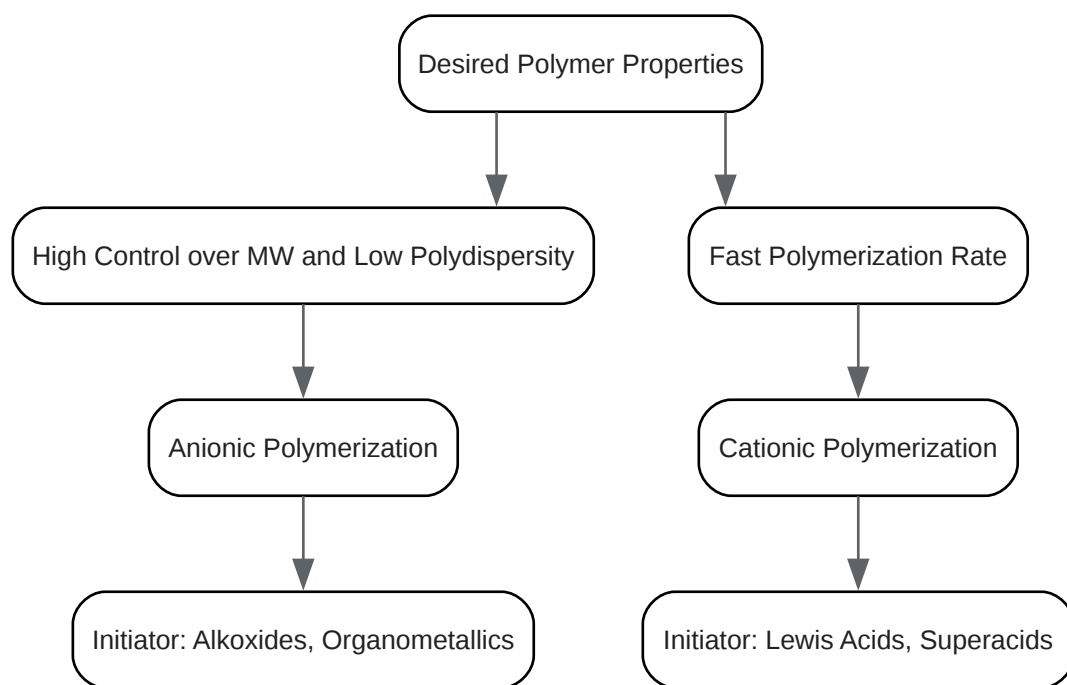 Desired Polymer Properties
High Control over MW and Low Polydispersity
Fast Polymerization Rate
Anionic Polymerization
Cationic Polymerization
Initiator: Alkoxides, Organometallics
Initiator: Lewis Acids, Superacids